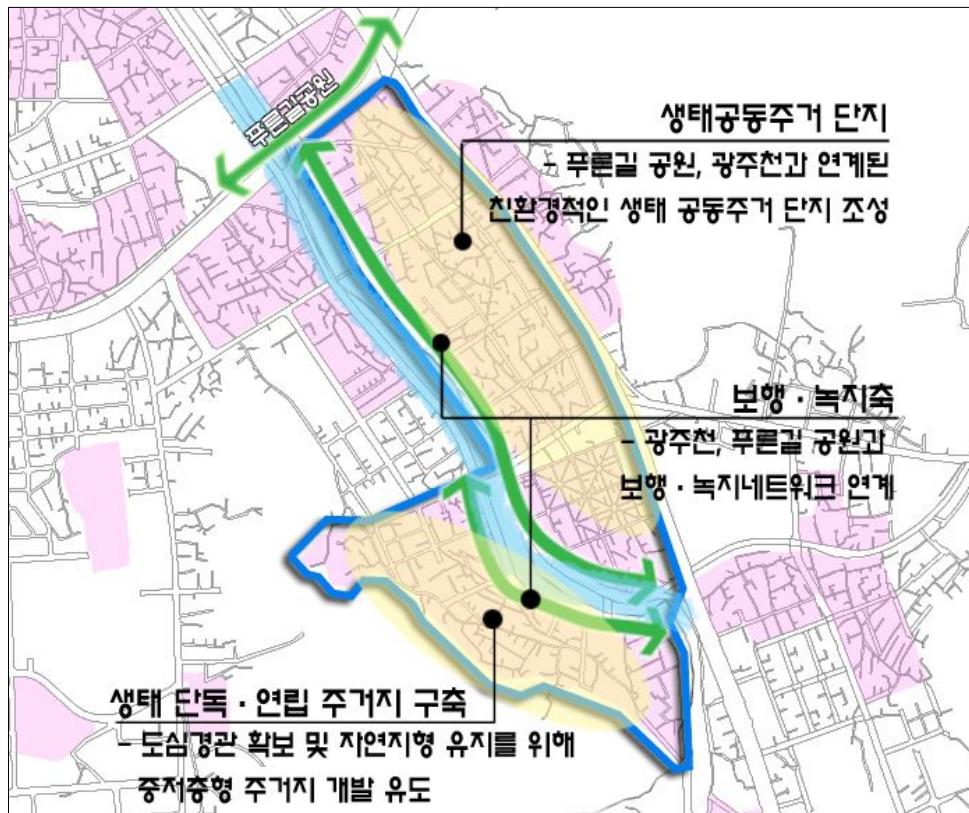 푸른길공원
생태공동주거 단지
- 푸른길 공원, 광주천과 연계된
친환경적인 생태 공동주거 단지 조성
보행 · 녹지축
- 광주천, 푸른길 공원과
보행 · 녹지네트워크 연계
생태 단독 · 연립 주거지 구축
- 도심경관 확보 및 자연지형 유지를 위해
중저층형 주거지 개발 유도